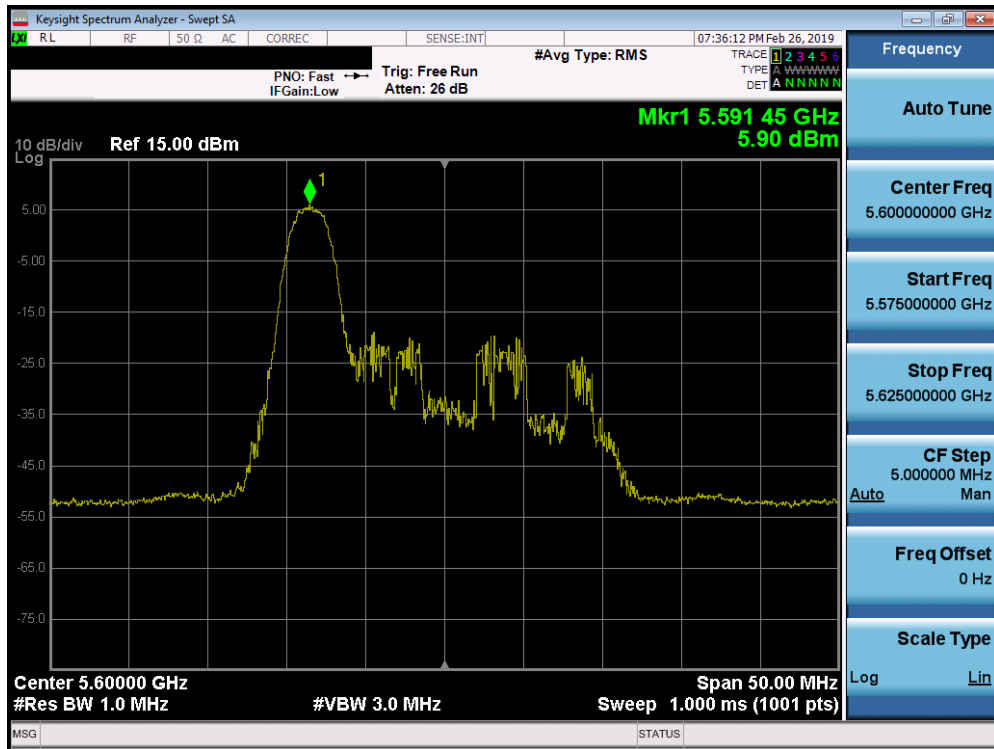 Keysight Spectrum Analyzer - Swept SA
LXI RL RF 50 Ω AC CORREC SENSE:INT 07:36:12 PM Feb 26, 2019
#Avg Type: RMS TRACE 1 2 3 4 5 6
PNO: Fast Trig: Free Run TYPE A WWWWW
IFGain:Low Atten: 26 dB DET A N N N N N
Mkr1 5.591 45 GHz
5.90 dBm
10 dB/div Ref 15.00 dBm
Log
1
5.00
-5.00
-15.0
-25.0
-35.0
-45.0
-55.0
-65.0
-75.0
Center 5.60000 GHz Span 50.00 MHz
#Res BW 1.0 MHz #VBW 3.0 MHz Sweep 1.000 ms (1001 pts)
MSG STATUS
Frequency
Auto Tune
Center Freq
5.600000000 GHz
Start Freq
5.575000000 GHz
Stop Freq
5.625000000 GHz
CF Step
5.000000 MHz
Auto Man
Freq Offset
0 Hz
Scale Type
Log Lin